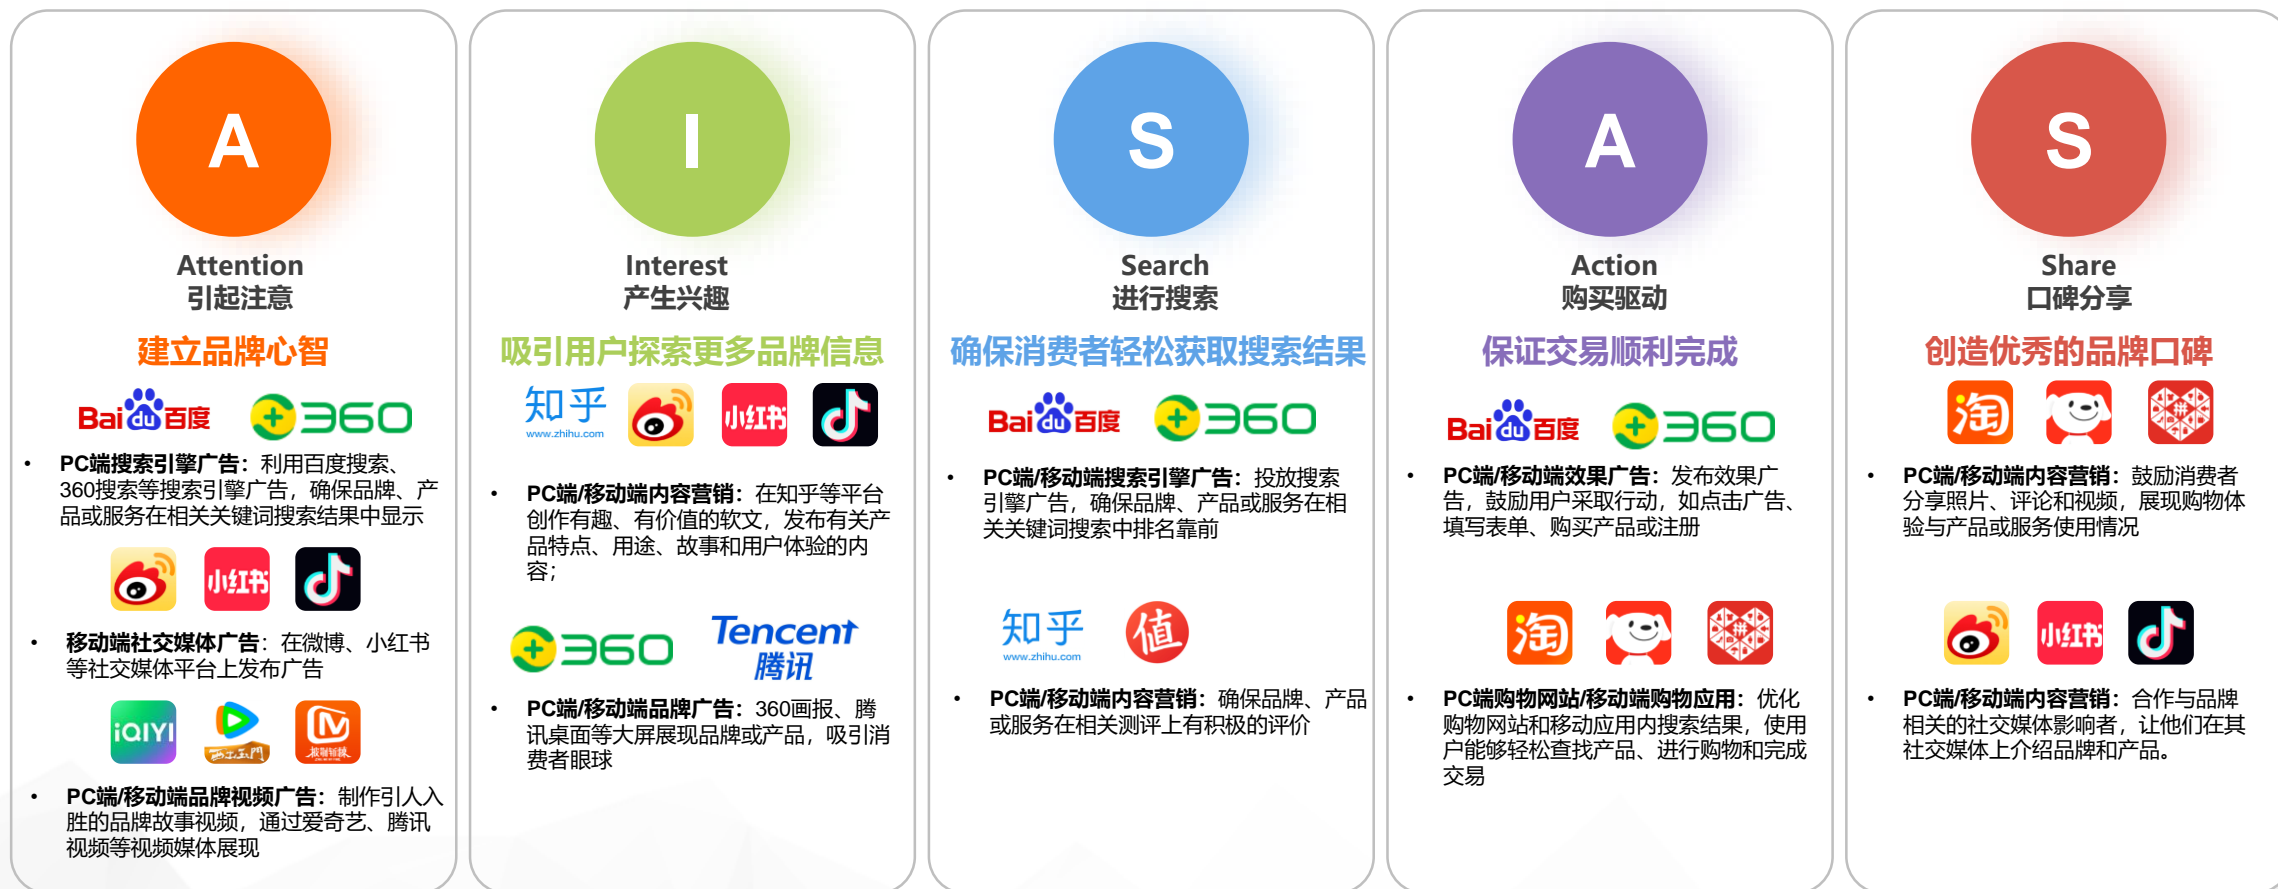 A
Attention
引起注意
建立品牌心智
Bai du 百度
360
• PC端搜索引擎广告：利用百度搜索、
360搜索等搜索引擎广告，确保品牌、产
品或服务在相关关键词搜索结果中显示
小红书
• 移动端社交媒体广告：在微博、小红书
等社交媒体平台上发布广告
iQIYI
• PC端/移动端品牌视频广告：制作引人入
胜的品牌故事视频，通过爱奇艺、腾讯
视频等视频媒体展现
I
Interest
产生兴趣
吸引用户探索更多品牌信息
知乎
www.zhihu.com
小红书
• PC端/移动端内容营销：在知乎等平台
创作有趣、有价值的软文，发布有关产
品特点、用途、故事和用户体验的内
容；
360
Tencent
腾讯
• PC端/移动端品牌广告：360画报、腾
讯桌面等大屏展现品牌或产品，吸引消
费者眼球
S
Search
进行搜索
确保消费者轻松获取搜索结果
Bai du 百度
360
• PC端/移动端搜索引擎广告：投放搜索
引擎广告，确保品牌、产品或服务在相
关关键词搜索中排名靠前
知乎
www.zhihu.com
值
• PC端/移动端内容营销：确保品牌、产品
或服务在相关测评上有积极的评价
A
Action
购买驱动
保证交易顺利完成
Bai du 百度
360
• PC端/移动端效果广告：发布效果广
告，鼓励用户采取行动，如点击广告、
填写表单、购买产品或注册
淘
拼
• PC端购物网站/移动端购物应用：优化
购物网站和移动应用内搜索结果，使用
户能够轻松查找产品、进行购物和完成
交易
S
Share
口碑分享
创造优秀的品牌口碑
淘
拼
• PC端/移动端内容营销：鼓励消费者
分享照片、评论和视频，展现购物体
验与产品或服务使用情况
小红书
• PC端/移动端内容营销：合作与品牌
相关的社交媒体影响者，让他们在其
社交媒体上介绍品牌和产品。